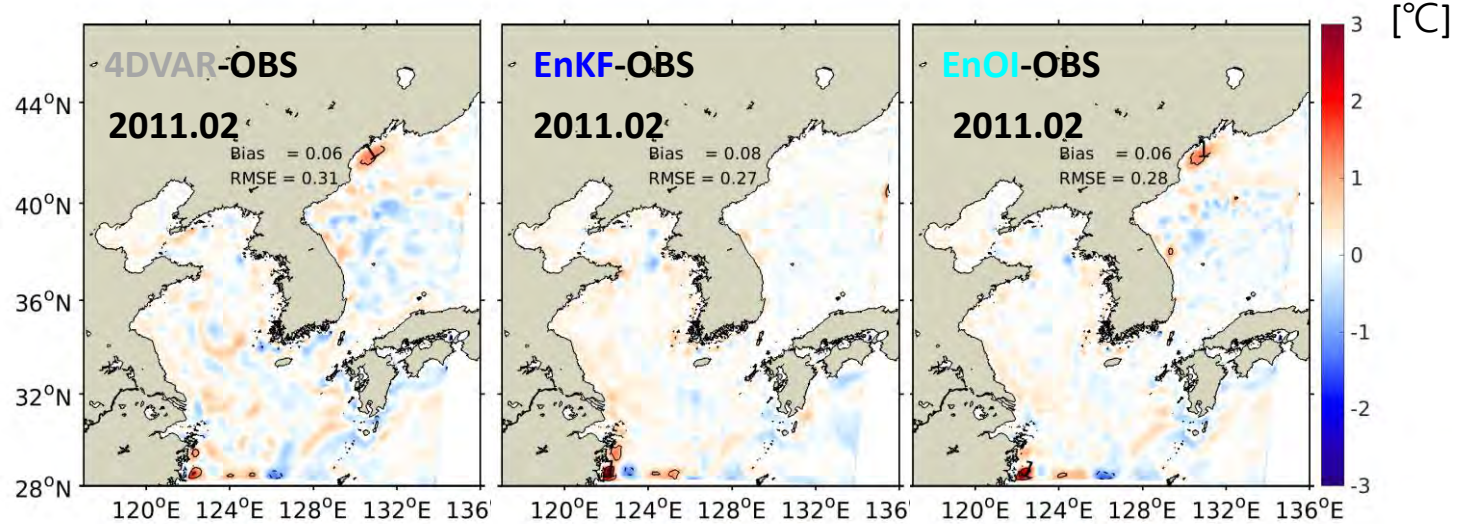 [℃]
4DVAR-OBS
2011.02
Bias = 0.06
RMSE = 0.31
EnKF-OBS
2011.02
Bias = 0.08
RMSE = 0.27
EnOI-OBS
2011.02
Bias = 0.06
RMSE = 0.28
44°N
40°N
36°N
32°N
28°N
120°E 124°E 128°E 132°E 136
120°E 124°E 128°E 132°E 136
120°E 124°E 128°E 132°E 136°E
3
2
1
0
-1
-2
-3
1
1